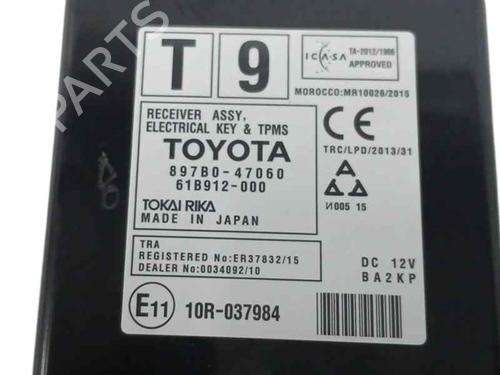 T 9
ICASA
TA-2012/1906
APPROVED
MOROCCO:MR10026/2015
RECEIVER ASSY,
ELECTRICAL KEY & TPMS
TOYOTA
897B0-47060
61B912-000
TOKAI RIKA
MADE IN JAPAN
CE
TRC/LPD/2013/31
И005 15
TRA
REGISTERED No:ER37832/15
DEALER No:0034092/10
DC 12V
BA2KP
E11 10R-037984